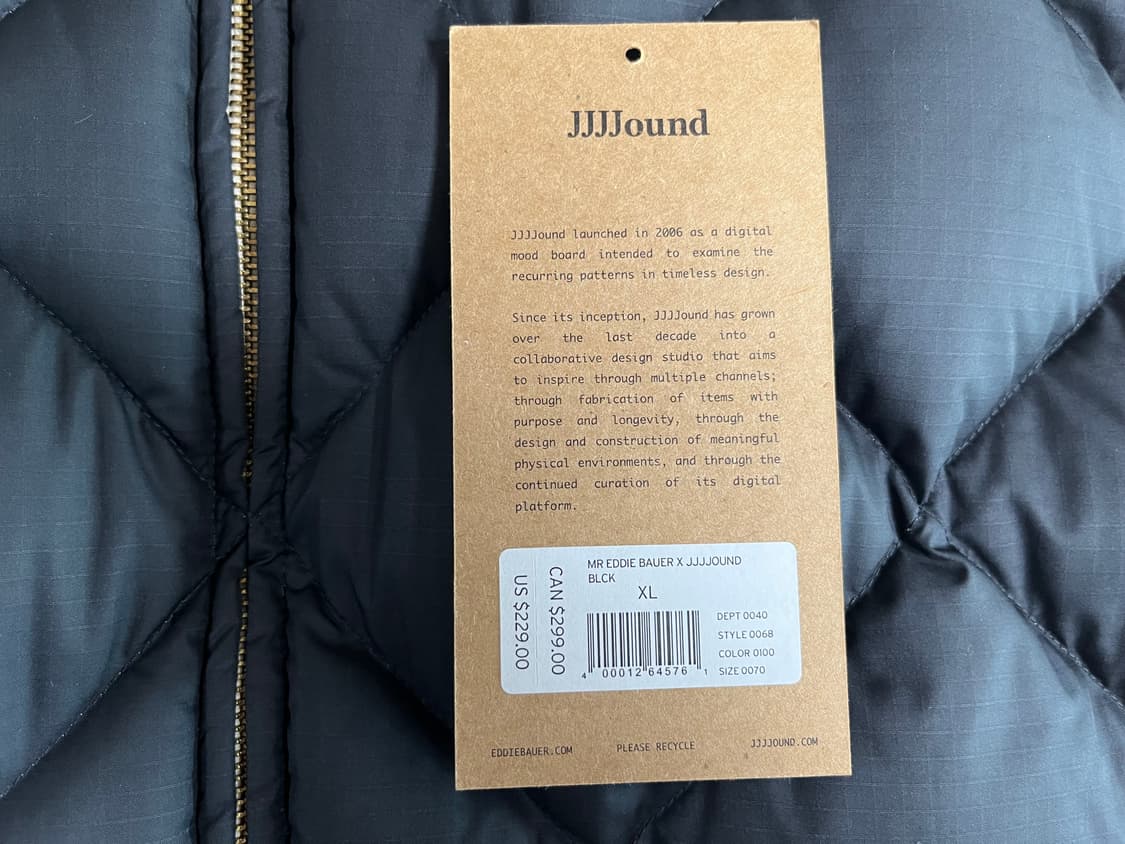 JJJJound
JJJJound launched in 2006 as a digital
mood board intended to examine the
recurring patterns in timeless design.
Since its inception, JJJJound has grown
over the last decade into a
collaborative design studio that aims
to inspire through multiple channels;
through fabrication of items with
purpose and longevity, through the
design and construction of meaningful
physical environments, and through the
continued curation of its digital
platform.
MR EDDIE BAUER X JJJJOUND
BLCK
XL
CAN $299.00
US $229.00
DEPT 0040
STYLE 0068
COLOR 0100
SIZE 0070
4 00012 64576 1
EDDIEBAUER.COM PLEASE RECYCLE JJJJOUND.COM